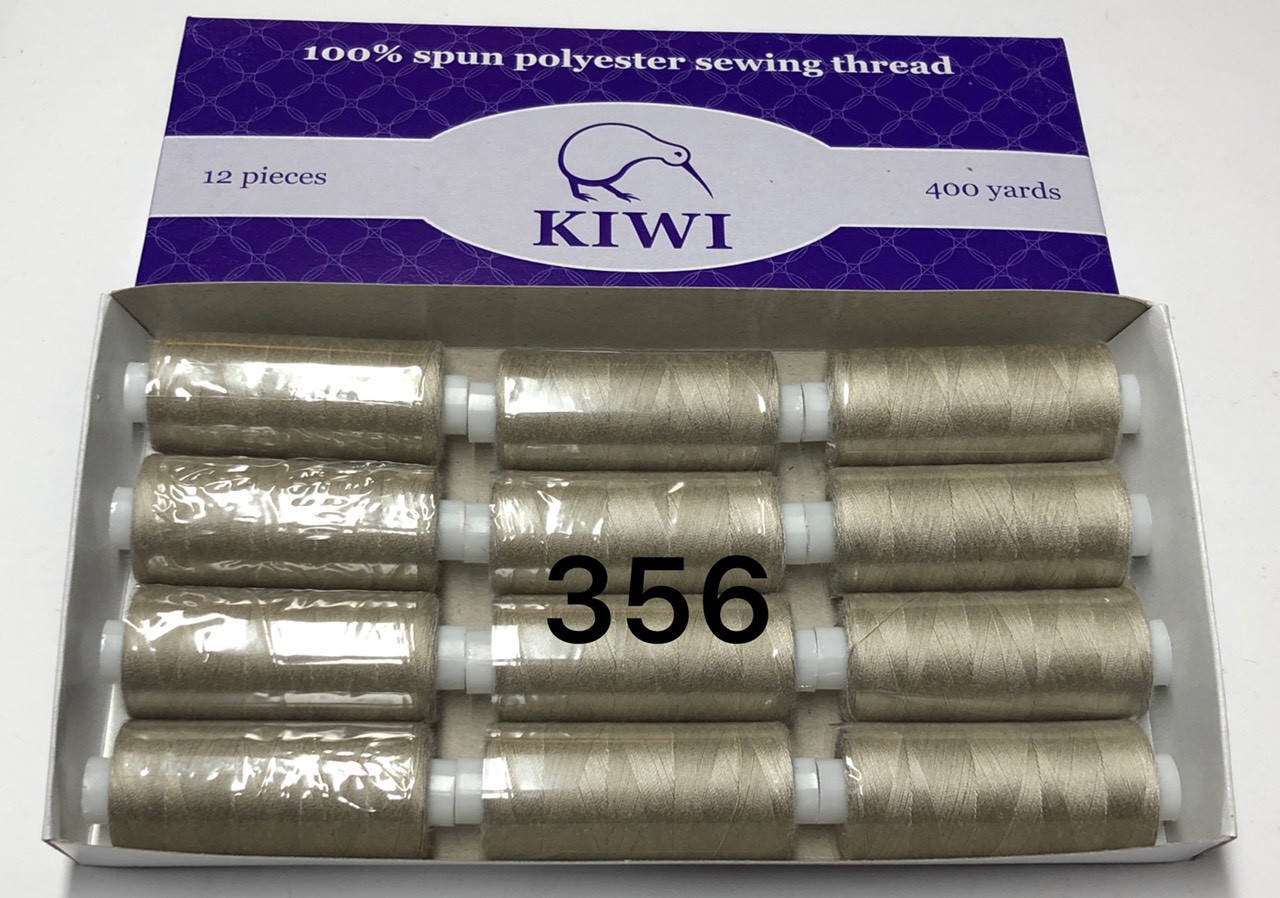 100% spun polyester sewing thread
12 pieces
400 yards
KIWI
356